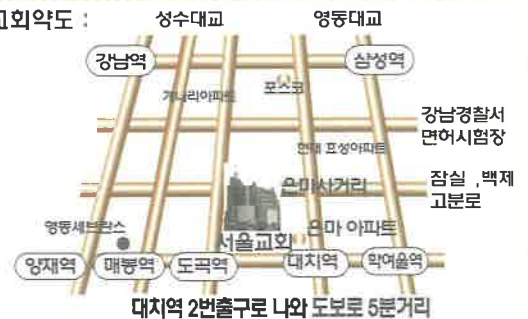 교회약도 :
성수대교 영동대교
강남역 삼성역
포스코
개나리아파트
강남경찰서
면허시험장
현대 효성아파트
은마사거리
잠실 ,백제
고분로
영동세브란스
서울교회
은마 아파트
양재역 매봉역 도곡역 대치역 학여울역
대치역 2번출구로 나와 도보로 5분거리